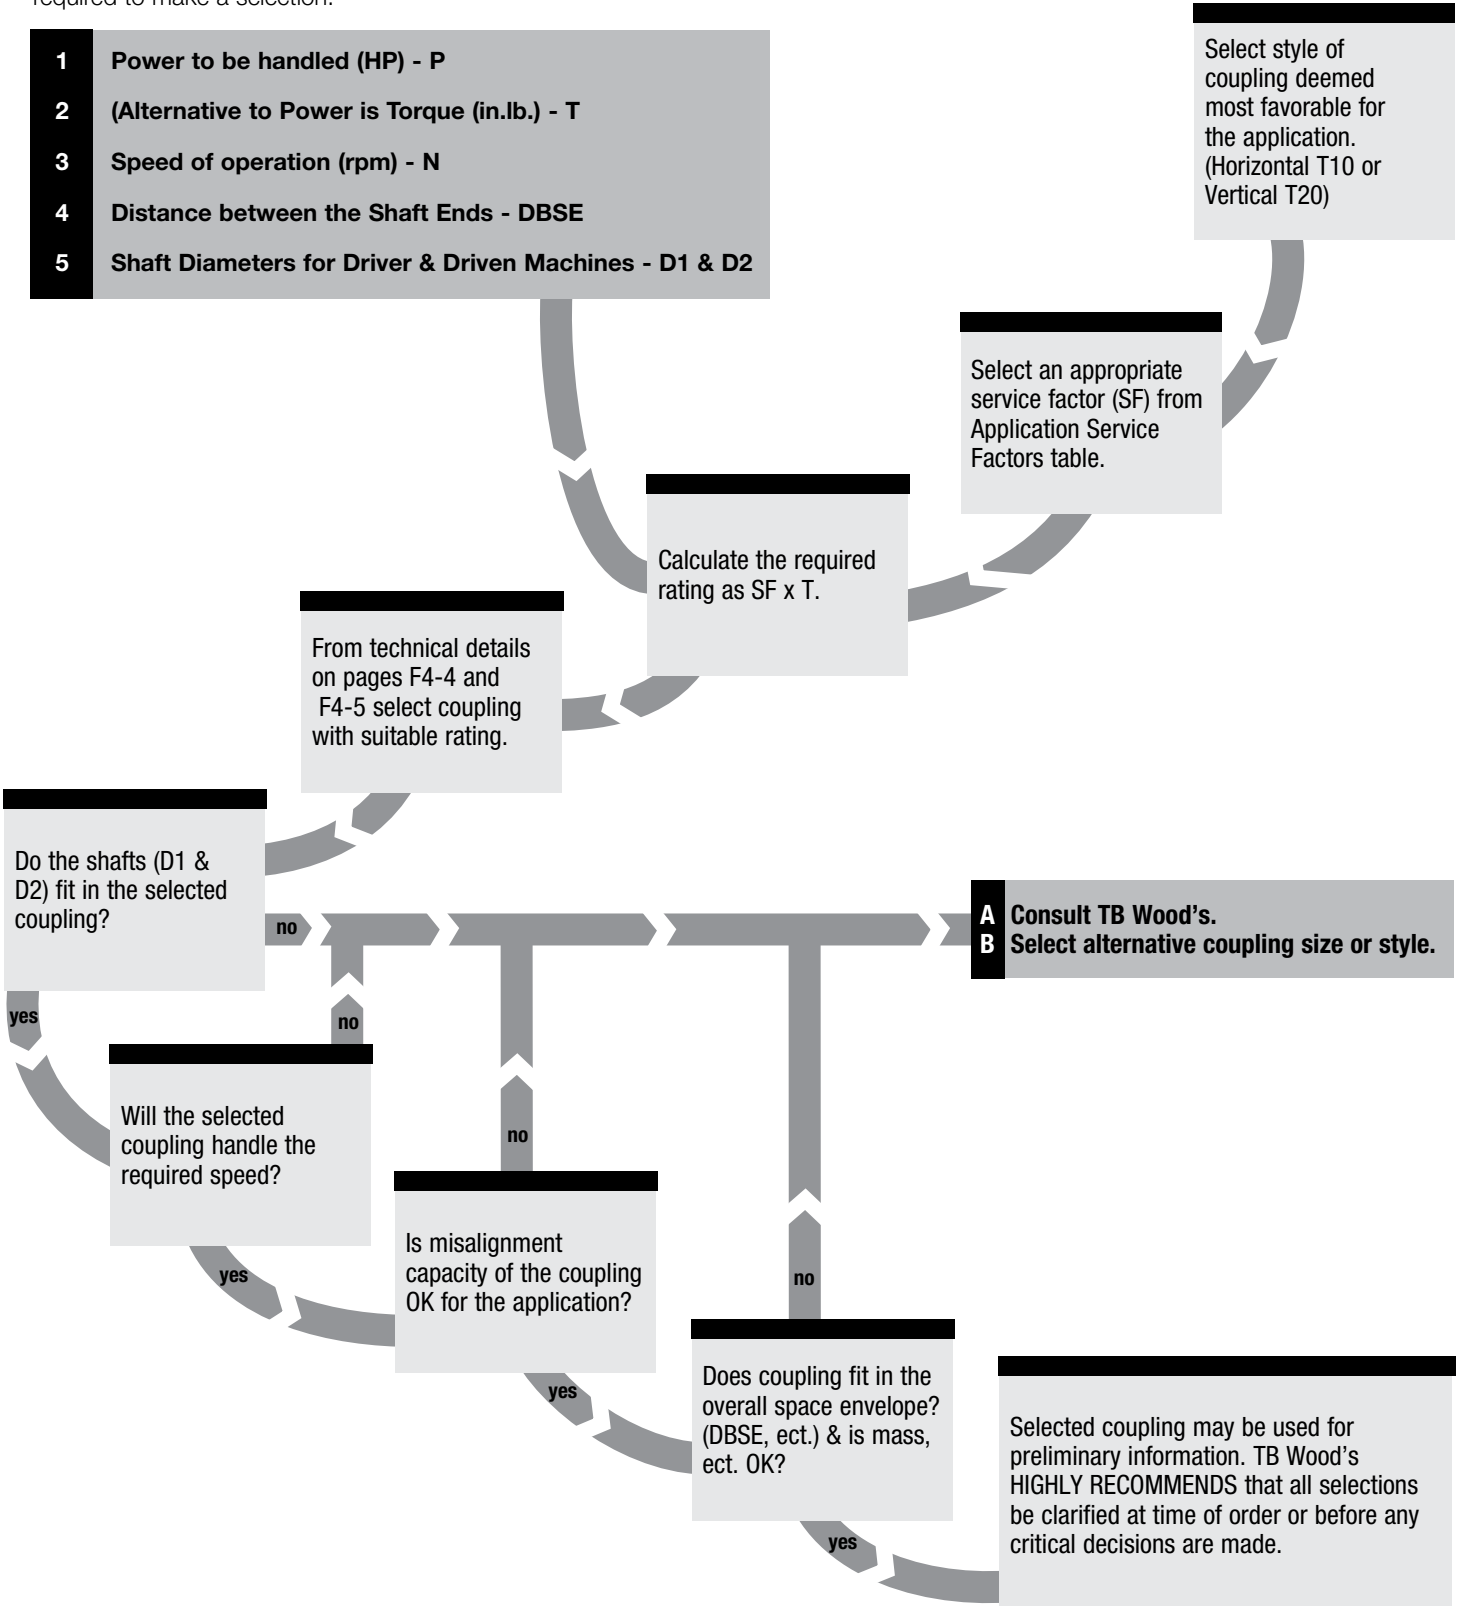 required to make a selection.
1 Power to be handled (HP) - P
2 (Alternative to Power is Torque (in.lb.) - T
3 Speed of operation (rpm) - N
4 Distance between the Shaft Ends - DBSE
5 Shaft Diameters for Driver & Driven Machines - D1 & D2
Select style of
coupling deemed
most favorable for
the application.
(Horizontal T10 or
Vertical T20)
Select an appropriate
service factor (SF) from
Application Service
Factors table.
Calculate the required
rating as SF x T.
From technical details
on pages F4-4 and
F4-5 select coupling
with suitable rating.
Do the shafts (D1 &
D2) fit in the selected
coupling?
no
A Consult TB Wood's.
B Select alternative coupling size or style.
yes
no
Will the selected
coupling handle the
required speed?
yes
no
Is misalignment
capacity of the coupling
OK for the application?
yes
no
Does coupling fit in the
overall space envelope?
(DBSE, ect.) & is mass,
ect. OK?
yes
Selected coupling may be used for
preliminary information. TB Wood's
HIGHLY RECOMMENDS that all selections
be clarified at time of order or before any
critical decisions are made.